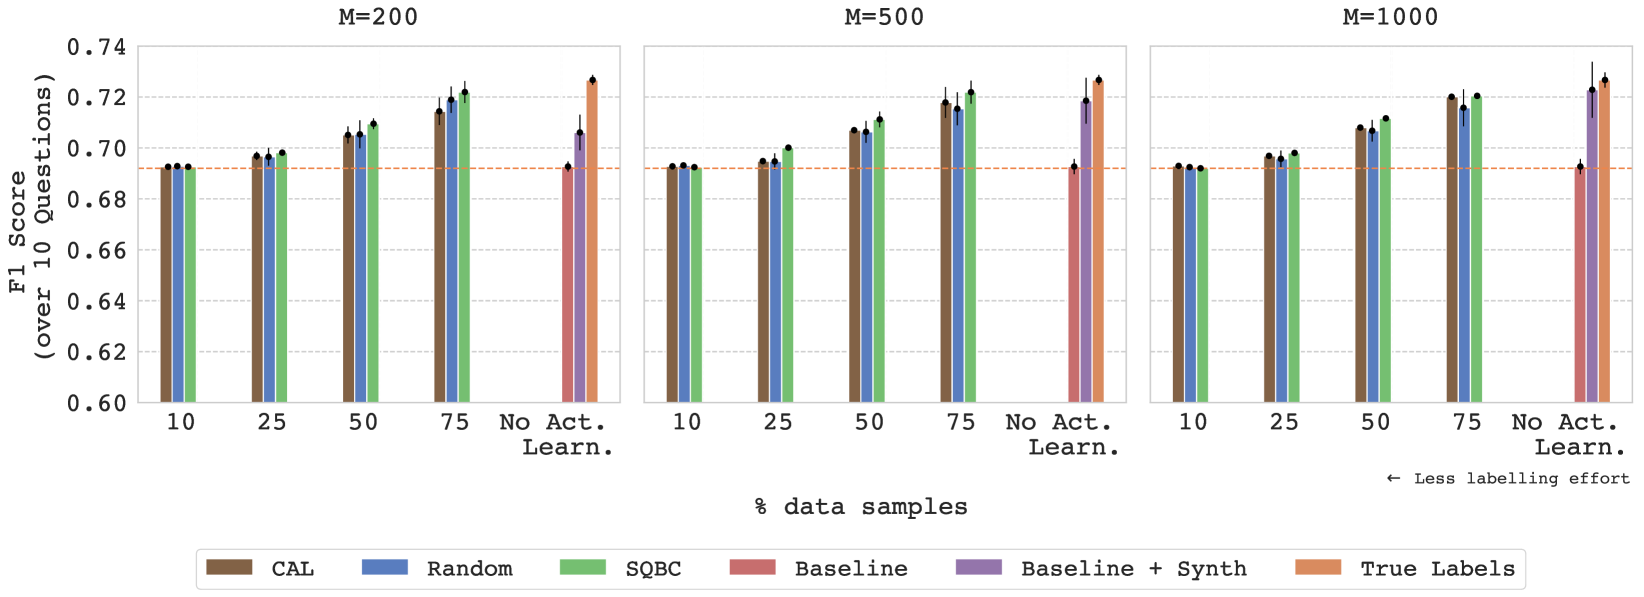 M=200 M=500 M=1000
F1 Score
(over 10 Questions)
0.74
0.72
0.70
0.68
0.66
0.64
0.62
0.60
10 25 50 75 No Act. Learn.
10 25 50 75 No Act. Learn.
10 25 50 75 No Act. Learn.
← Less labelling effort
% data samples
CAL Random SQBC Baseline Baseline + Synth True Labels